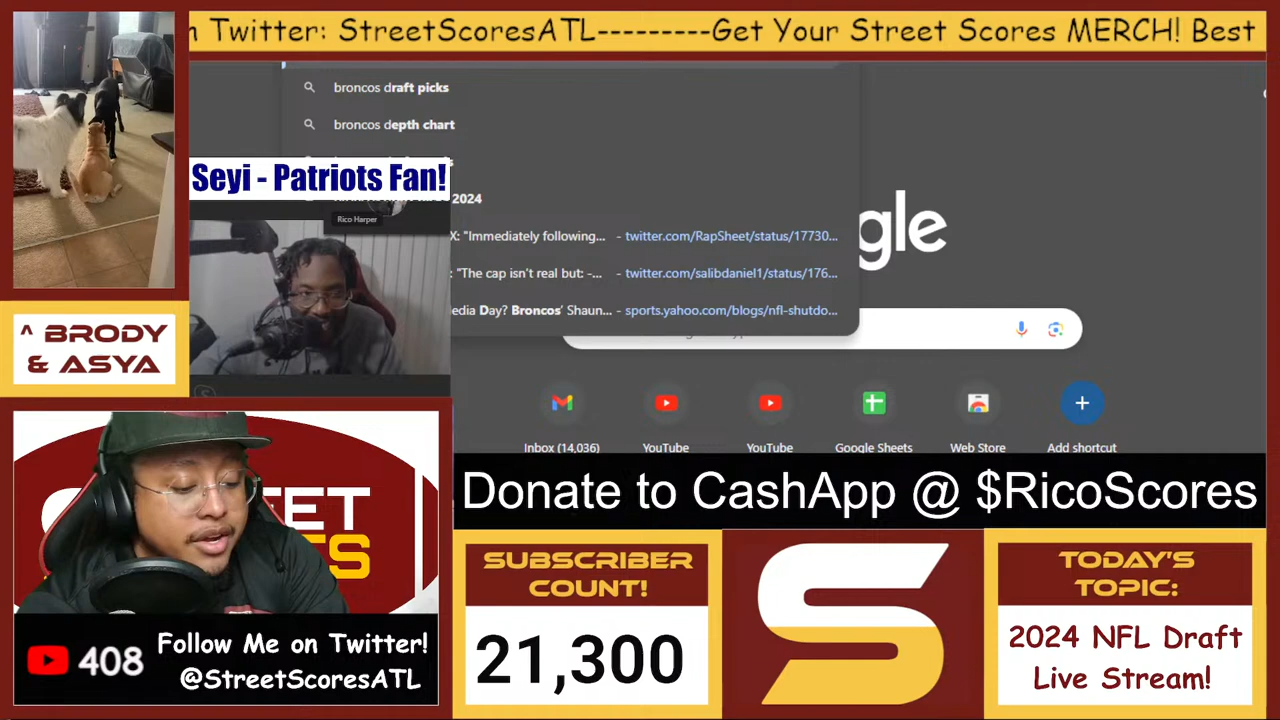 n Twitter: StreetScoresATL---------Get Your Street Scores MERCH! Best
broncos draft picks
broncos depth chart
Seyi - Patriots Fan!
2024
Rico Harper
X: "Immediately following... - twitter.com/RapSheet/status/17730...
: "The cap isn't real but: -... - twitter.com/salibdaniel1/status/176...
edia Day? Broncos' Shaun... - sports.yahoo.com/blogs/nfl-shutdo...
gle
^ BRODY
& ASYA
Inbox (14,036)
YouTube
YouTube
Google Sheets
Web Store
Add shortcut
Donate to CashApp @ $RicoScores
SUBSCRIBER
COUNT!
21,300
TODAY'S
TOPIC:
2024 NFL Draft
Live Stream!
408
Follow Me on Twitter!
@StreetScoresATL